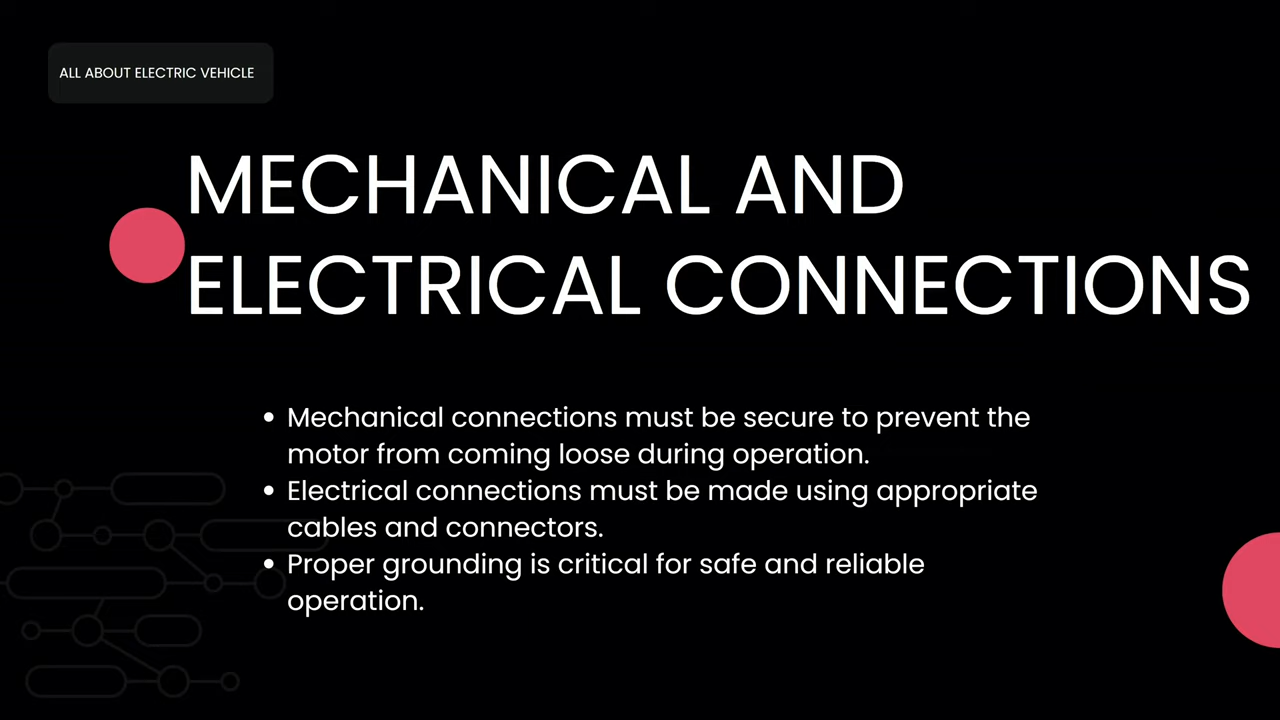 ALL ABOUT ELECTRIC VEHICLE
MECHANICAL AND
ELECTRICAL CONNECTIONS
• Mechanical connections must be secure to prevent the
motor from coming loose during operation.
• Electrical connections must be made using appropriate
cables and connectors.
• Proper grounding is critical for safe and reliable
operation.